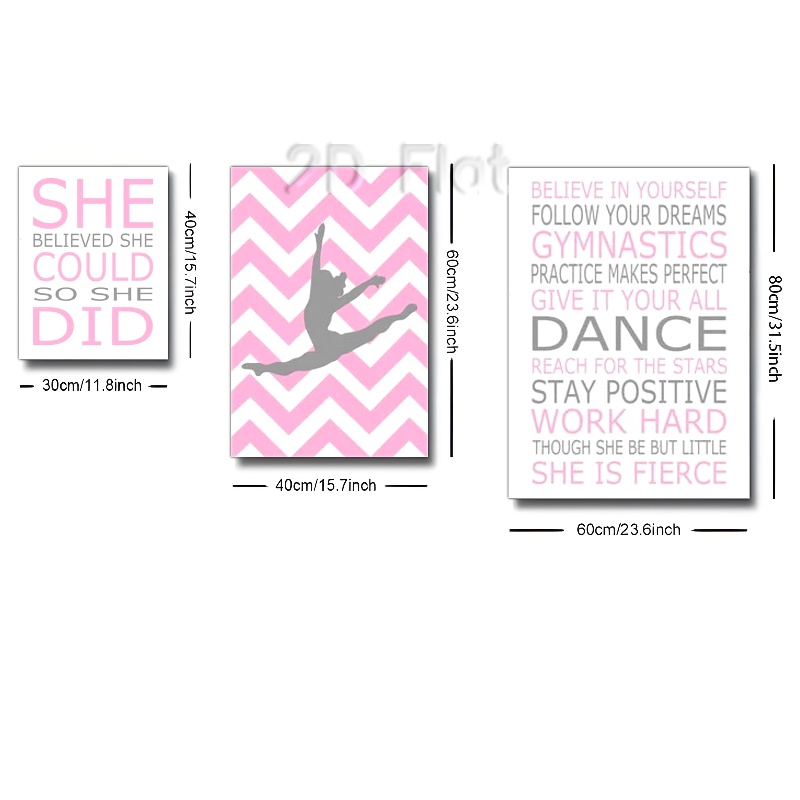 2D Flat
SHE
BELIEVED SHE
COULD
SO SHE
DID
40cm/15.7inch
30cm/11.8inch
60cm/23.6inch
40cm/15.7inch
BELIEVE IN YOURSELF
FOLLOW YOUR DREAMS
GYMNASTICS
PRACTICE MAKES PERFECT
GIVE IT YOUR ALL
DANCE
REACH FOR THE STARS
STAY POSITIVE
WORK HARD
THOUGH SHE BE BUT LITTLE
SHE IS FIERCE
80cm/31.5inch
60cm/23.6inch